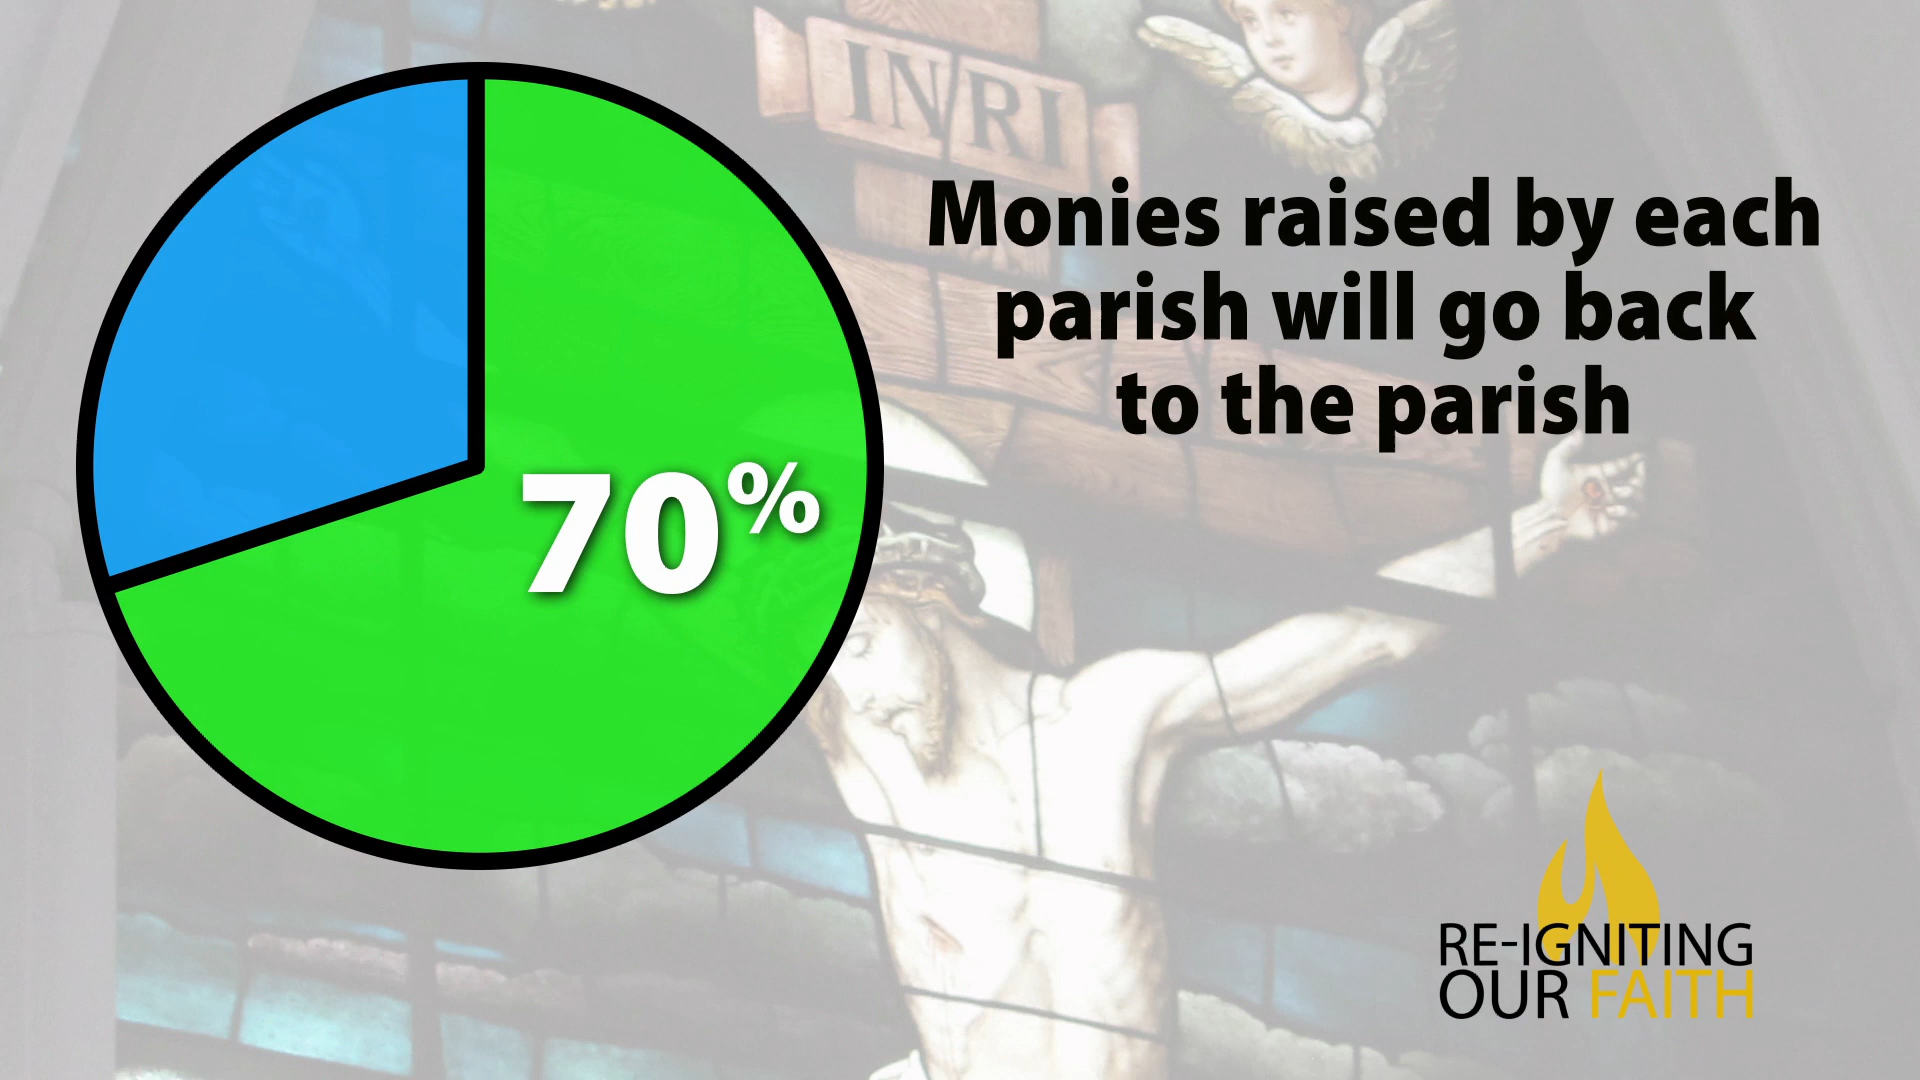 INRI
Monies raised by each
parish will go back
to the parish
70%
RE-IGNITING
OUR FAITH